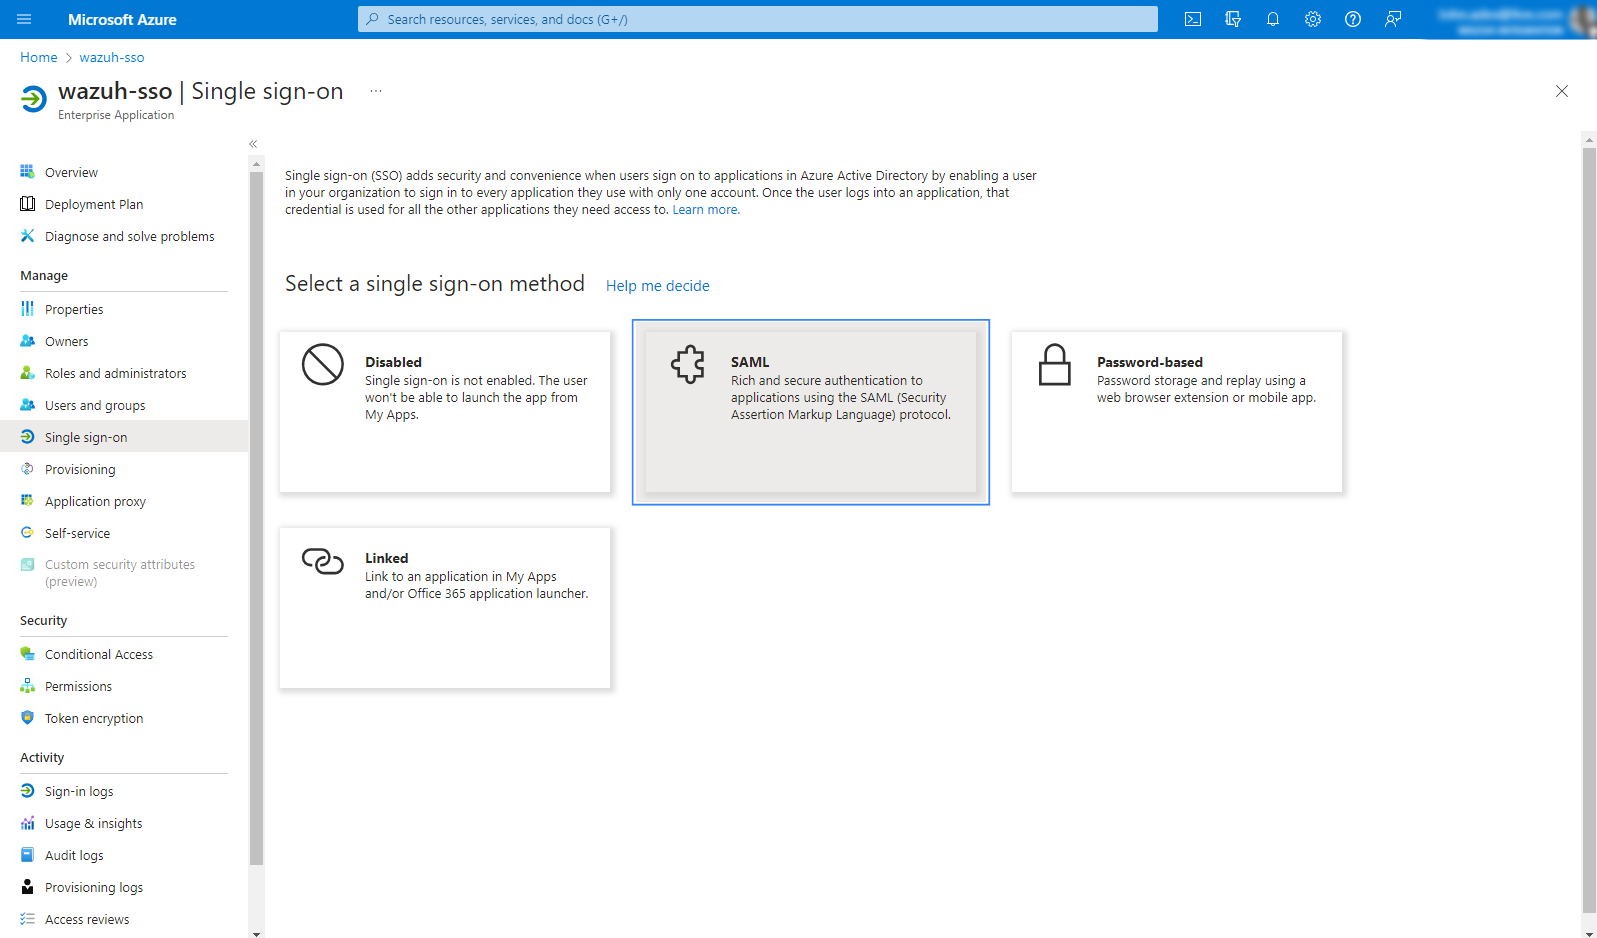 Microsoft Azure
Search resources, services, and docs (G+/)
Home > wazuh-sso
wazuh-sso | Single sign-on ...
Enterprise Application
Overview
Deployment Plan
Diagnose and solve problems
Manage
Properties
Owners
Roles and administrators
Users and groups
Single sign-on
Provisioning
Application proxy
Self-service
Custom security attributes
(preview)
Security
Conditional Access
Permissions
Token encryption
Activity
Sign-in logs
Usage & insights
Audit logs
Provisioning logs
Access reviews
Single sign-on (SSO) adds security and convenience when users sign on to applications in Azure Active Directory by enabling a user
in your organization to sign in to every application they use with only one account. Once the user logs into an application, that
credential is used for all the other applications they need access to. Learn more.
Select a single sign-on method Help me decide
Disabled
Single sign-on is not enabled. The user
won't be able to launch the app from
My Apps.
SAML
Rich and secure authentication to
applications using the SAML (Security
Assertion Markup Language) protocol.
Password-based
Password storage and replay using a
web browser extension or mobile app.
Linked
Link to an application in My Apps
and/or Office 365 application launcher.